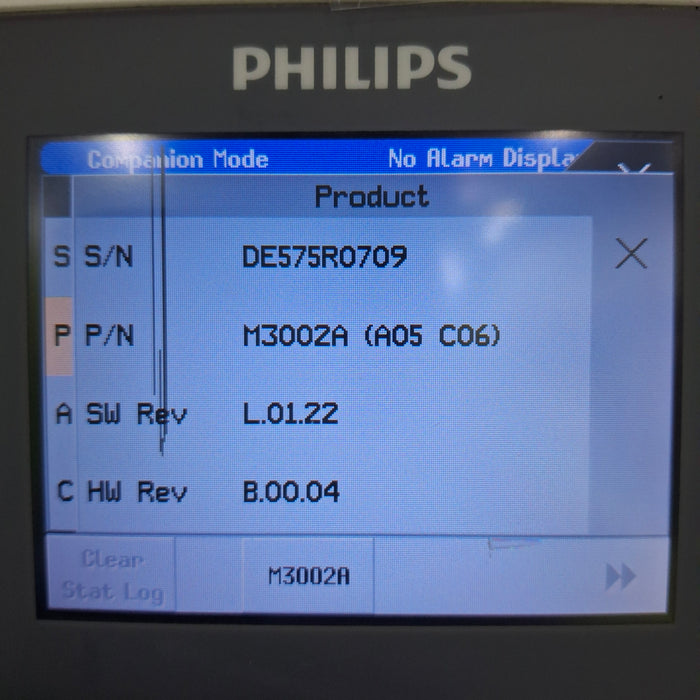 PHILIPS
Companion Mode No Alarm Displa
Product
S S/N DE575R0709
P P/N M3002A (A05 C06)
A SW Rev L.01.22
C HW Rev B.00.04
Clear
Stat Log
M3002A